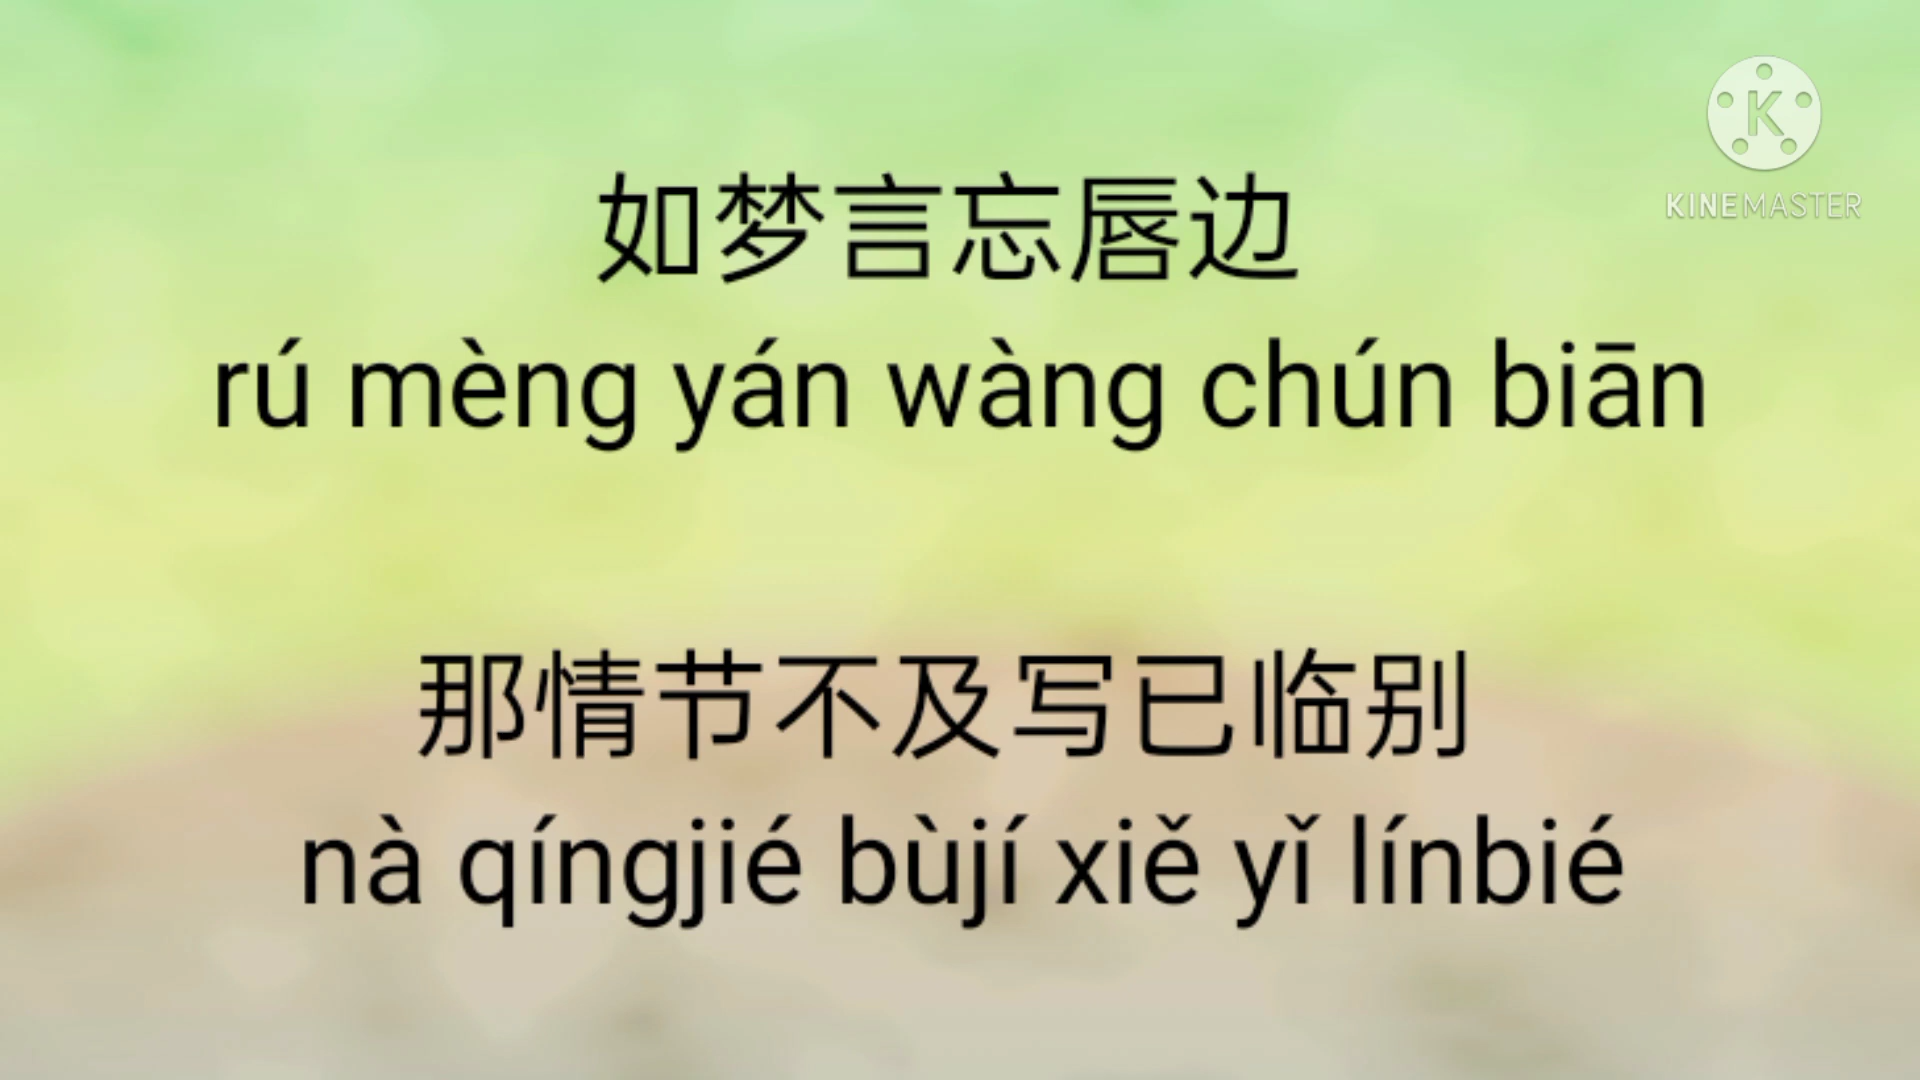 如梦言忘唇边
rú mèng yán wàng chún biān
那情节不及写已临别
nà qíngjié bùjí xiě yǐ línbié
K
KINEMASTER